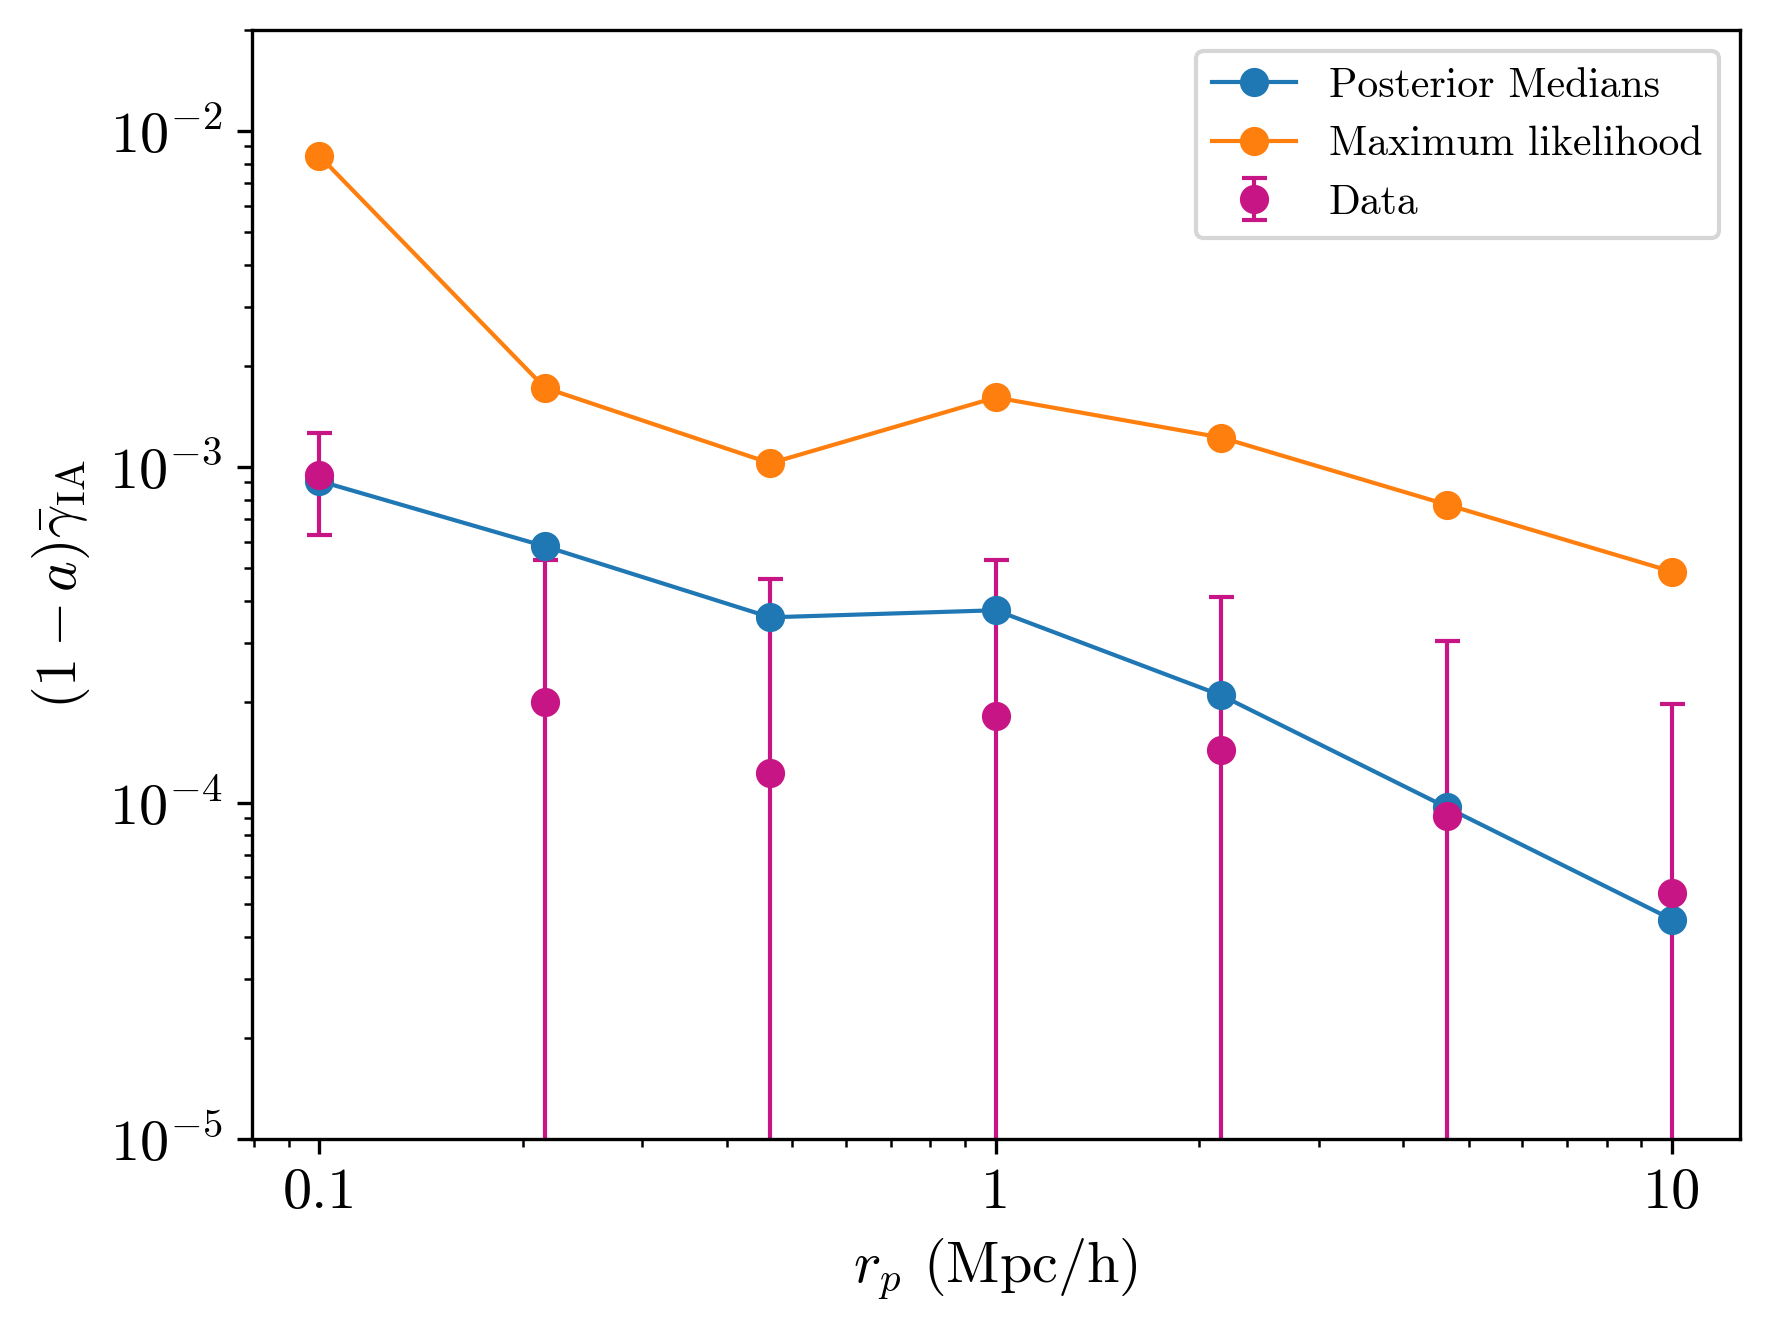 Posterior Medians
Maximum likelihood
Data
10⁻²
10⁻³
10⁻⁴
10⁻⁵
(1 − a)γ̄_IA
0.1 1 10
r_p (Mpc/h)